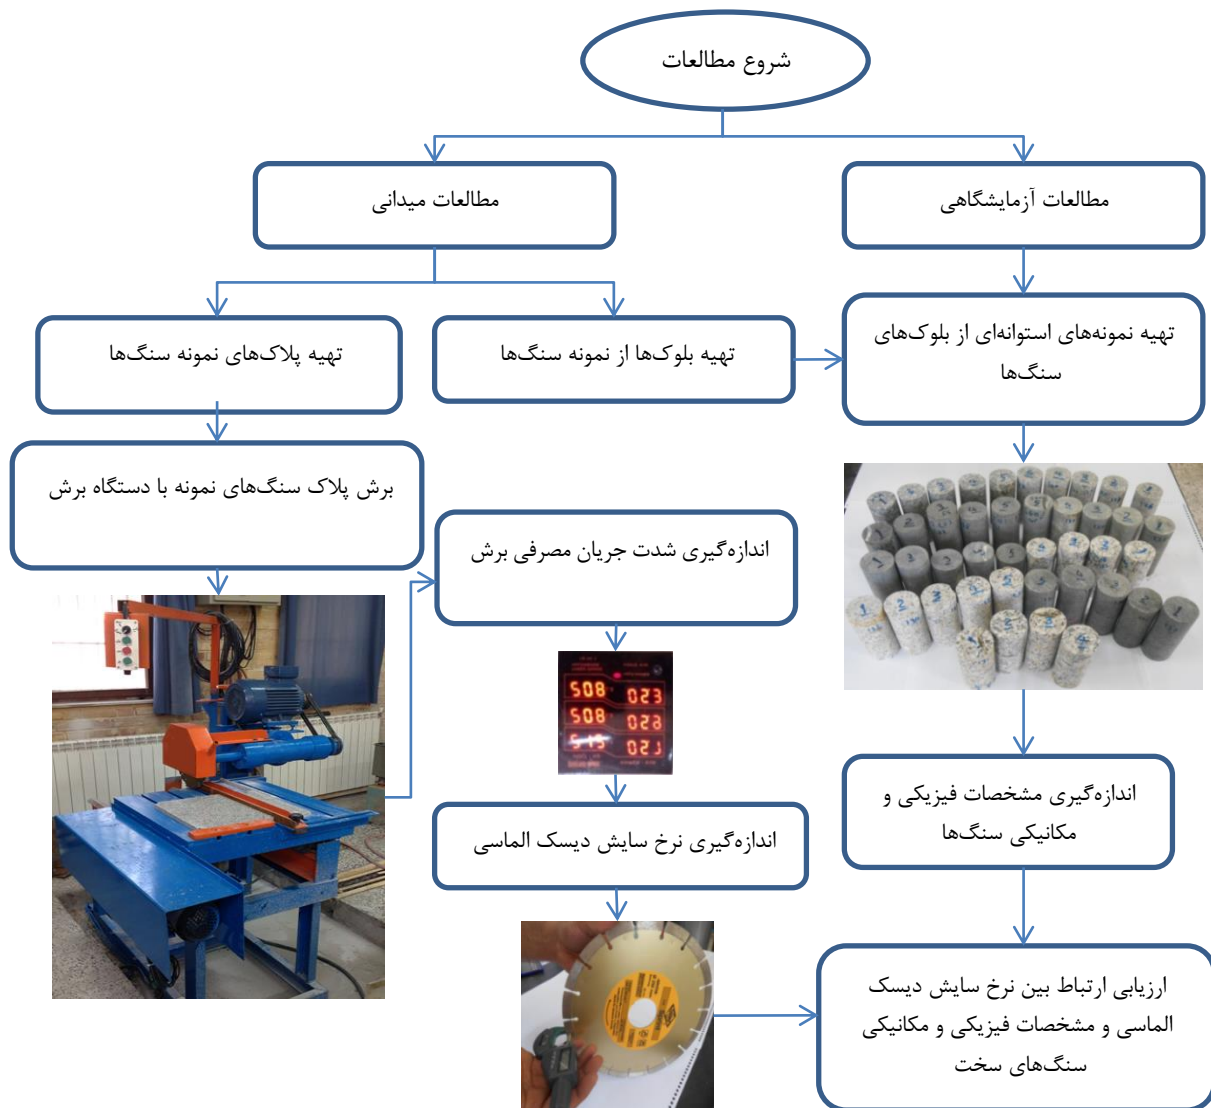 شروع مطالعات
مطالعات آزمایشگاهی
مطالعات میدانی
تهیه نمونه‌های استوانه‌ای از بلوک‌های
سنگ‌ها
تهیه بلوک‌ها از نمونه سنگ‌ها
تهیه پلاک‌های نمونه سنگ‌ها
برش پلاک سنگ‌های نمونه با دستگاه برش
اندازه‌گیری شدت جریان مصرفی برش
اندازه‌گیری نرخ سایش دیسک الماسی
اندازه‌گیری مشخصات فیزیکی و
مکانیکی سنگ‌ها
ارزیابی ارتباط بین نرخ سایش دیسک
الماسی و مشخصات فیزیکی و مکانیکی
سنگ‌های سخت